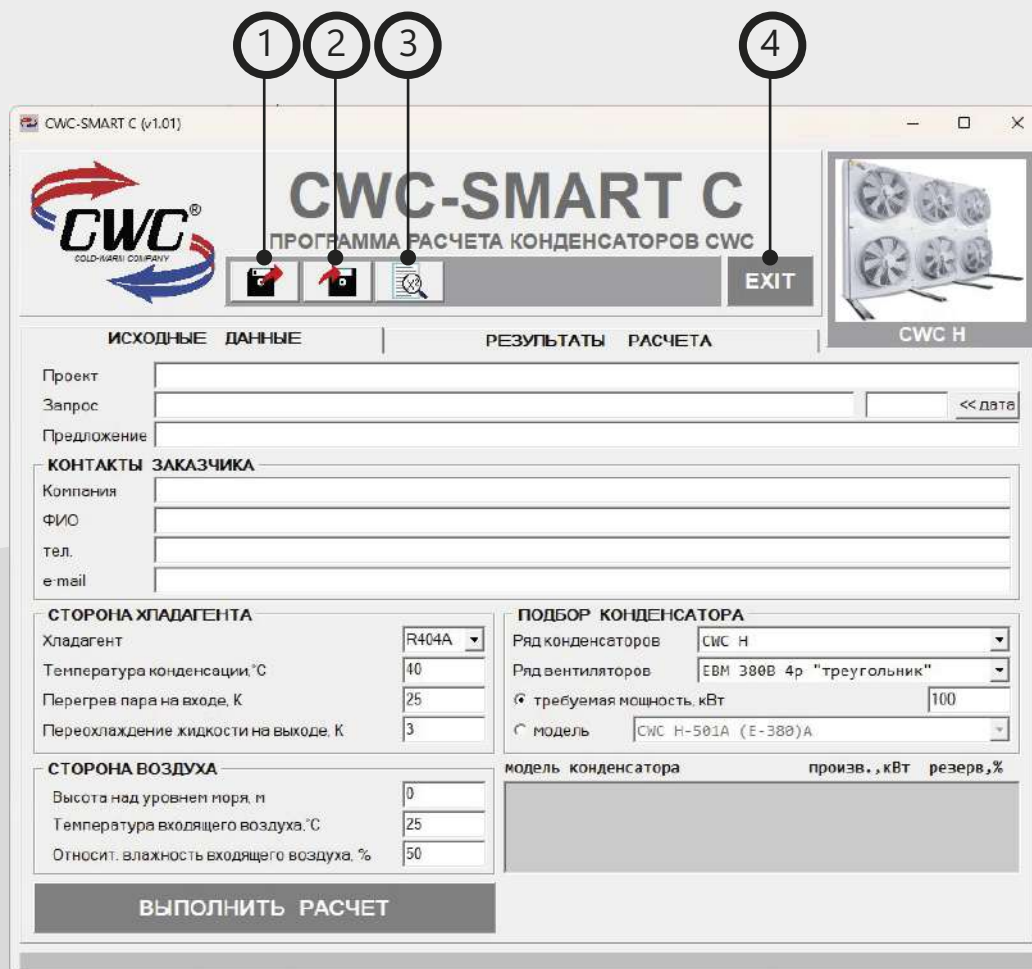 1 2 3 4
CWC-SMART C (v1.01)
CWC®
COLD-WARM COMPANY
CWC-SMART C
ПРОГРАММА РАСЧЕТА КОНДЕНСАТОРОВ CWC
EXIT
CWC H
ИСХОДНЫЕ ДАННЫЕ РЕЗУЛЬТАТЫ РАСЧЕТА
Проект
Запрос << дата
Предложение
КОНТАКТЫ ЗАКАЗЧИКА
Компания
ФИО
тел.
e-mail
СТОРОНА ХЛАДАГЕНТА
Хладагент R404A
Температура конденсации,°С 40
Перегрев пара на входе, К 25
Переохлаждение жидкости на выходе, К 3
ПОДБОР КОНДЕНСАТОРА
Ряд конденсаторов CWC H
Ряд вентиляторов EBM 380В 4p "треугольник"
требуемая мощность, кВт 100
модель CWC H-501A (E-380)A
СТОРОНА ВОЗДУХА
Высота над уровнем моря, м 0
Температура входящего воздуха,°С 25
Относит. влажность входящего воздуха, % 50
модель конденсатора произв.,кВт резерв,%
ВЫПОЛНИТЬ РАСЧЕТ